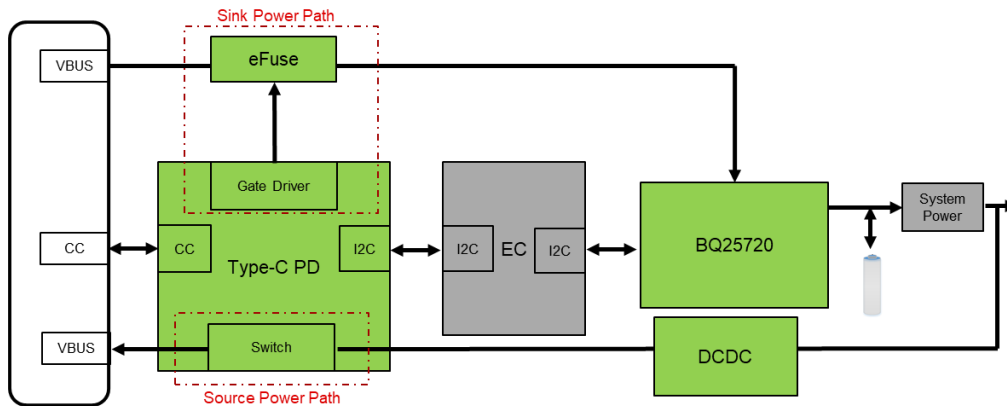 Sink Power Path
VBUS
eFuse
Gate Driver
CC
CC
Type-C PD
I2C
I2C
EC
I2C
BQ25720
System
Power
VBUS
Switch
DCDC
Source Power Path